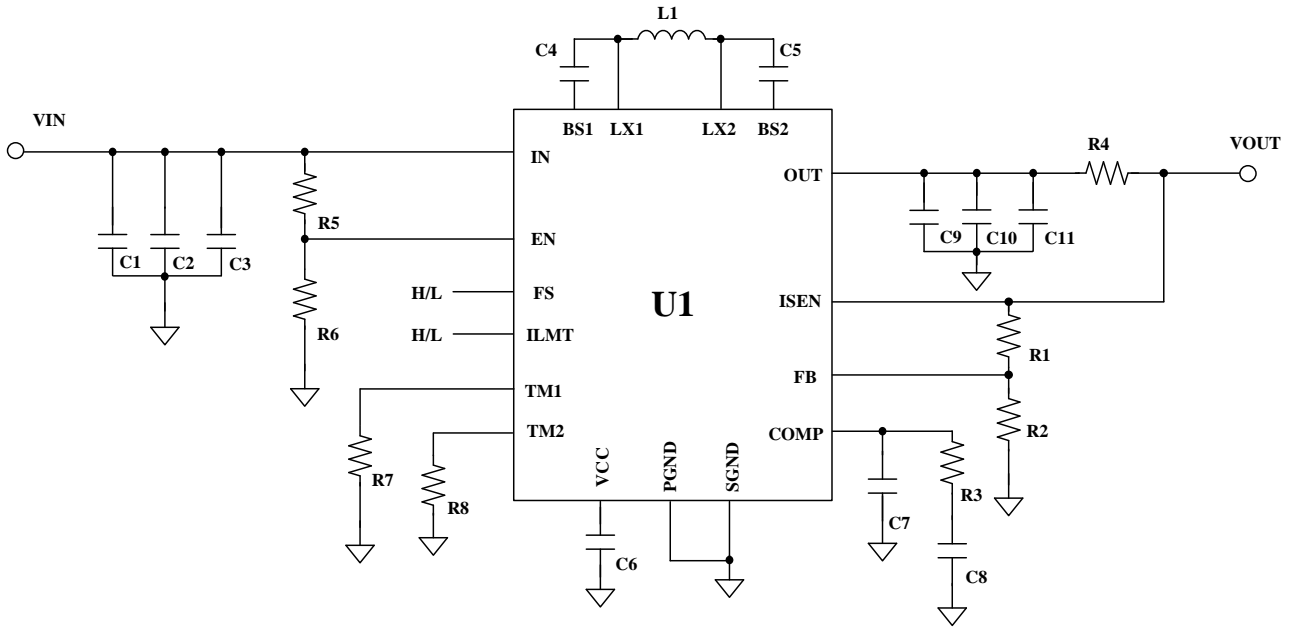 L1
C4
C5
VIN
BS1
LX1
LX2
BS2
VOUT
R4
IN
OUT
R5
C1
C2
C3
C9
C10
C11
EN
H/L
FS
ISEN
U1
R6
H/L
ILMT
R1
FB
TM1
TM2
COMP
R2
R7
R8
VCC
PGND
SGND
R3
C7
C6
C8